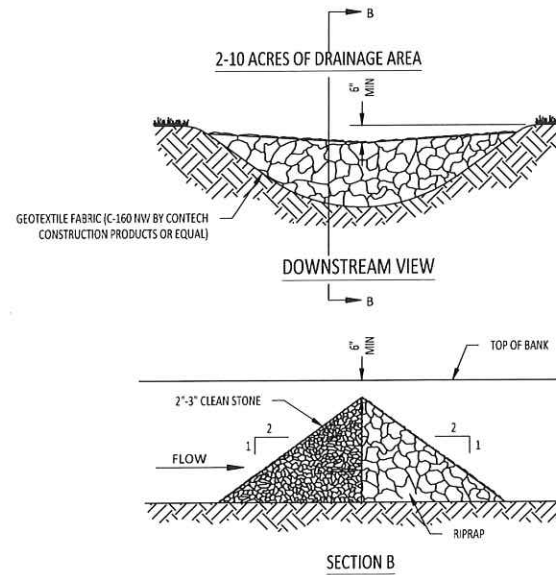 B
2-10 ACRES OF DRAINAGE AREA
6"
MIN
GEOTEXTILE FABRIC (C-160 NW BY CONTECH
CONSTRUCTION PRODUCTS OR EQUAL)
DOWNSTREAM VIEW
B
6"
MIN
TOP OF BANK
2"-3" CLEAN STONE
2
1
2
1
FLOW
RIPRAP
SECTION B